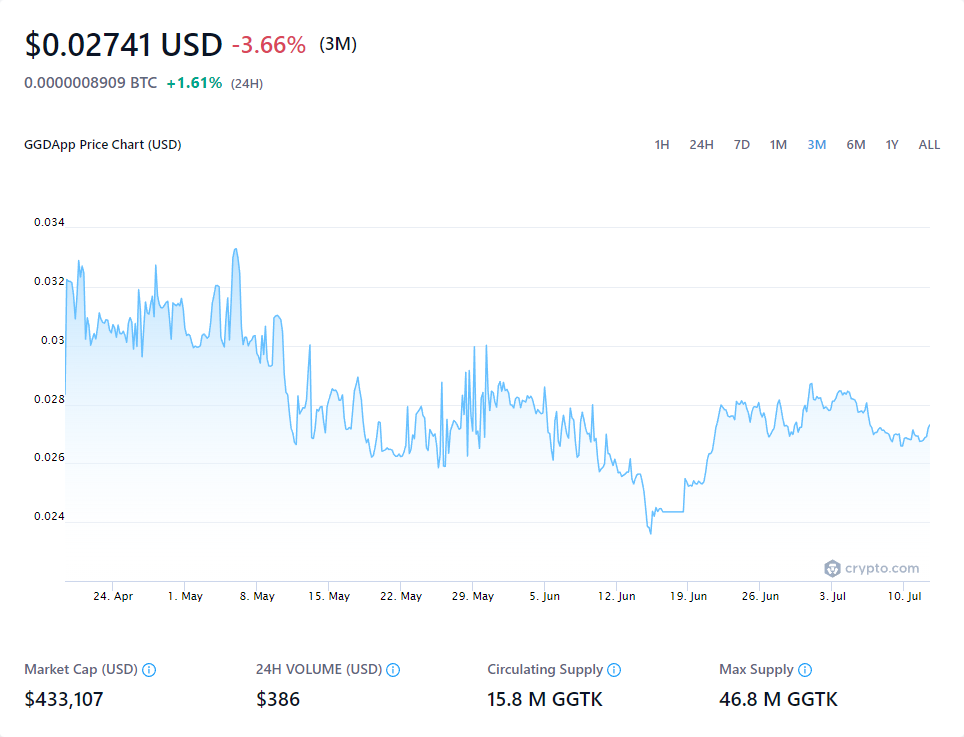 $0.02741 USD -3.66% (3M)
0.0000008909 BTC +1.61% (24H)
GGDApp Price Chart (USD) 1H 24H 7D 1M 3M 6M 1Y ALL
0.034
0.032
0.03
0.028
0.026
0.024
crypto.com
24. Apr 1. May 8. May 15. May 22. May 29. May 5. Jun 12. Jun 19. Jun 26. Jun 3. Jul 10. Jul
Market Cap (USD) 24H VOLUME (USD) Circulating Supply Max Supply
$433,107 $386 15.8 M GGTK 46.8 M GGTK